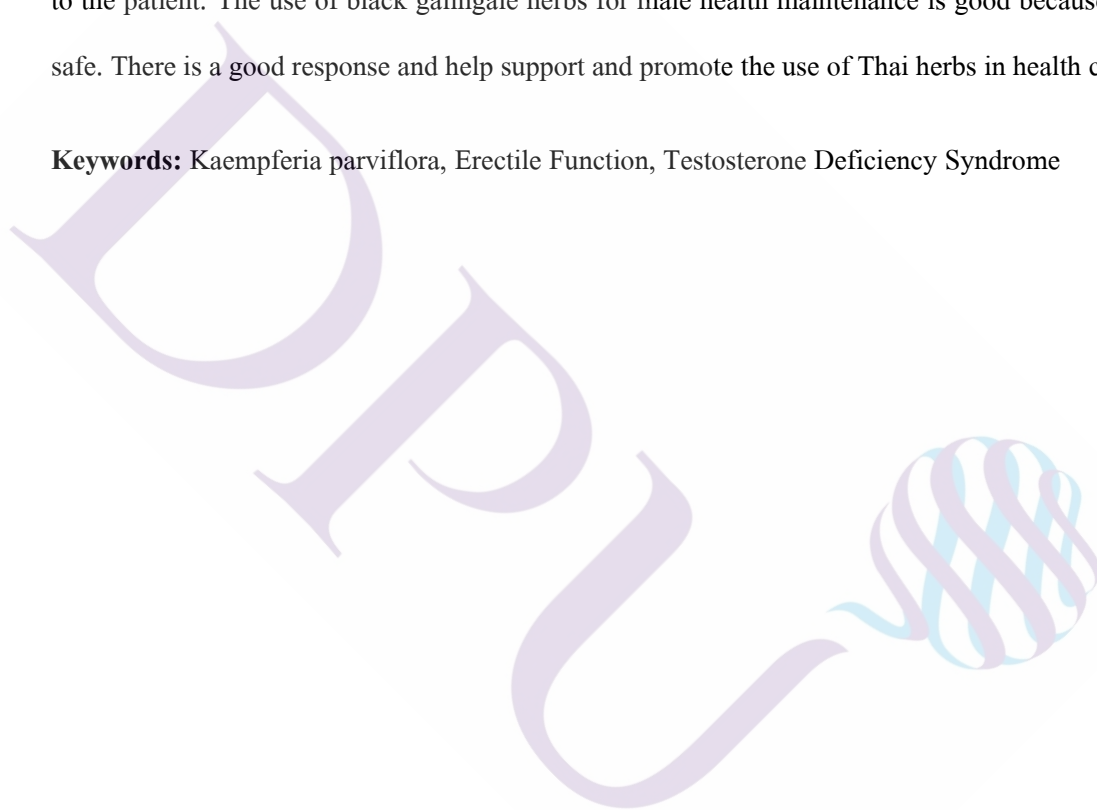 to the patient. The use of black galingale herbs for male health maintenance is good because
safe. There is a good response and help support and promote the use of Thai herbs in health
Keywords: Kaempferia parviflora, Erectile Function, Testosterone Deficiency Syndrome
DPU